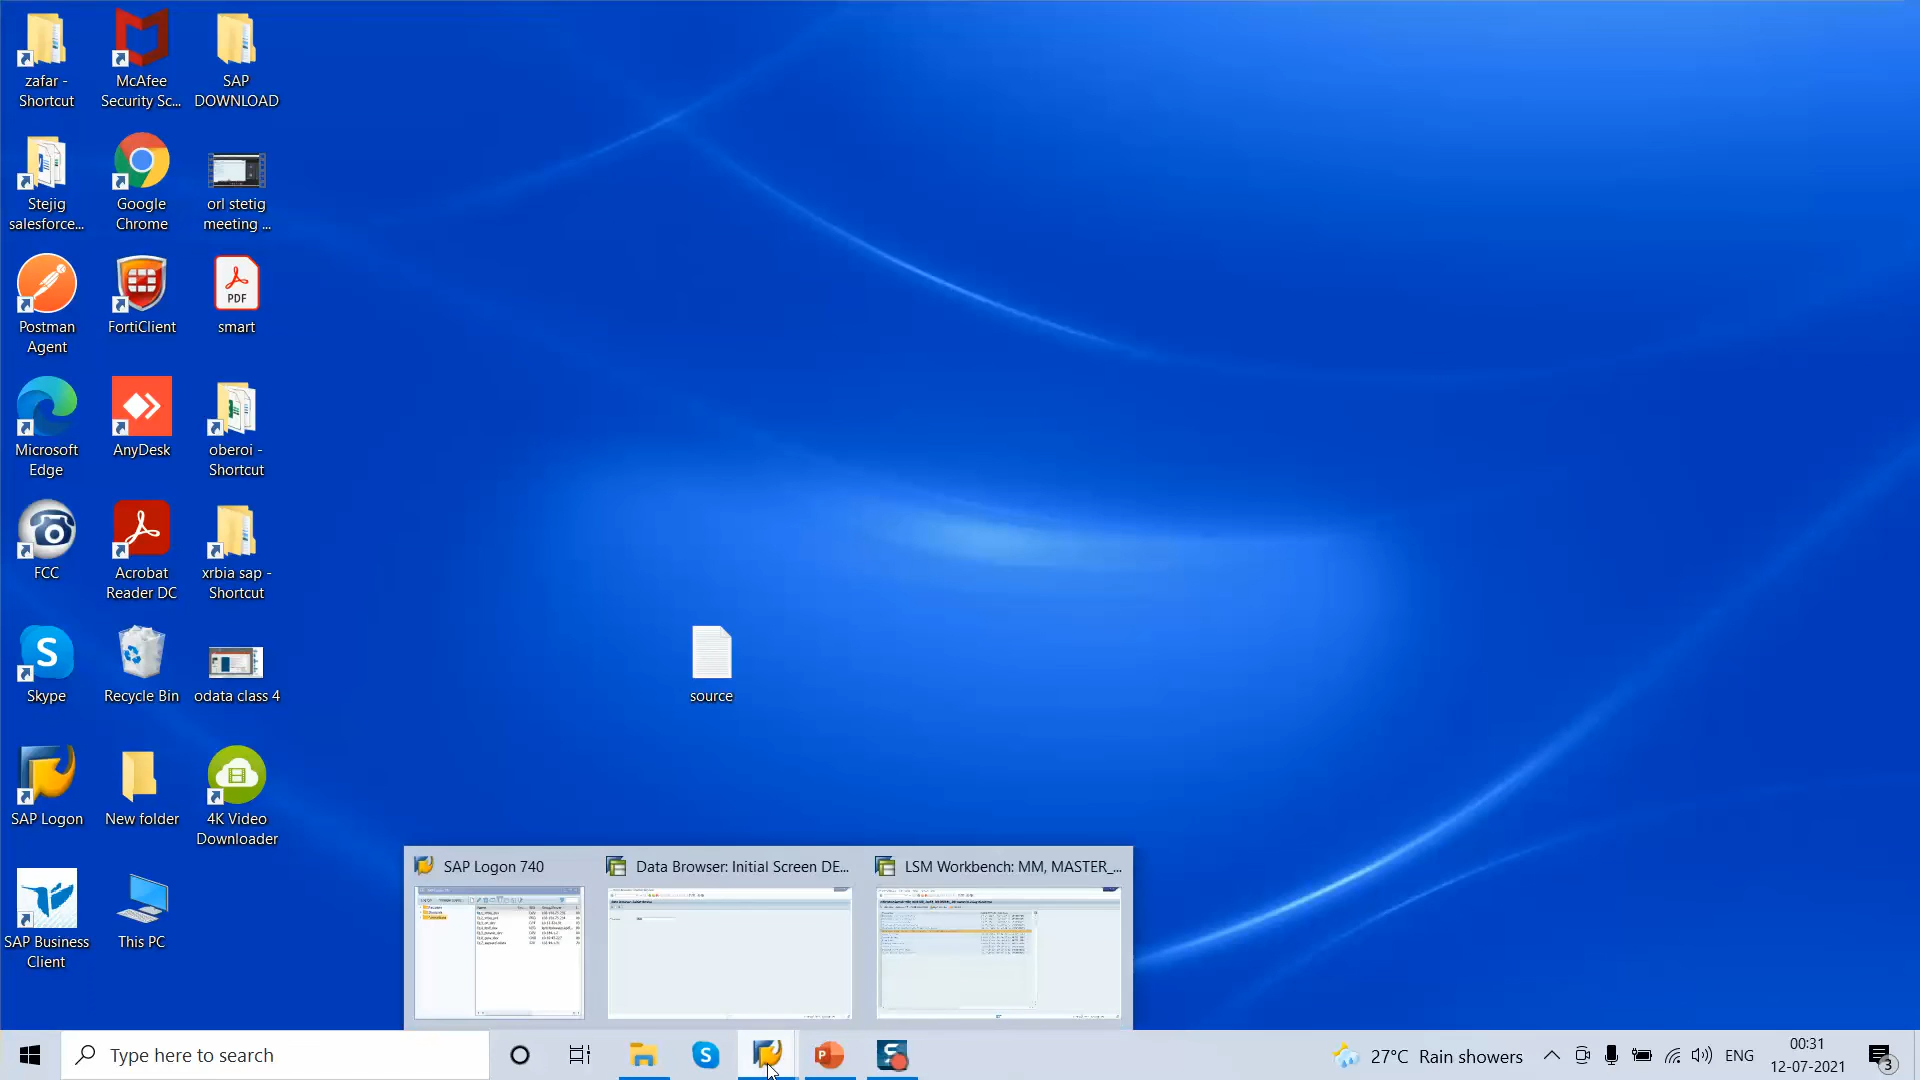 zafar -
Shortcut
McAfee
Security Sc...
SAP
DOWNLOAD
Stejig
salesforce...
Google
Chrome
orl stetig
meeting ...
Postman
Agent
FortiClient
PDF
smart
Microsoft
Edge
AnyDesk
oberoi -
Shortcut
FCC
Acrobat
Reader DC
xrbia sap -
Shortcut
Skype
Recycle Bin
odata class 4
SAP Logon
New folder
4K Video
Downloader
SAP Business
Client
This PC
source
SAP Logon 740
Data Browser: Initial Screen DE...
LSM Workbench: MM, MASTER_...
Type here to search
27°C Rain showers
ENG
00:31
12-07-2021
3